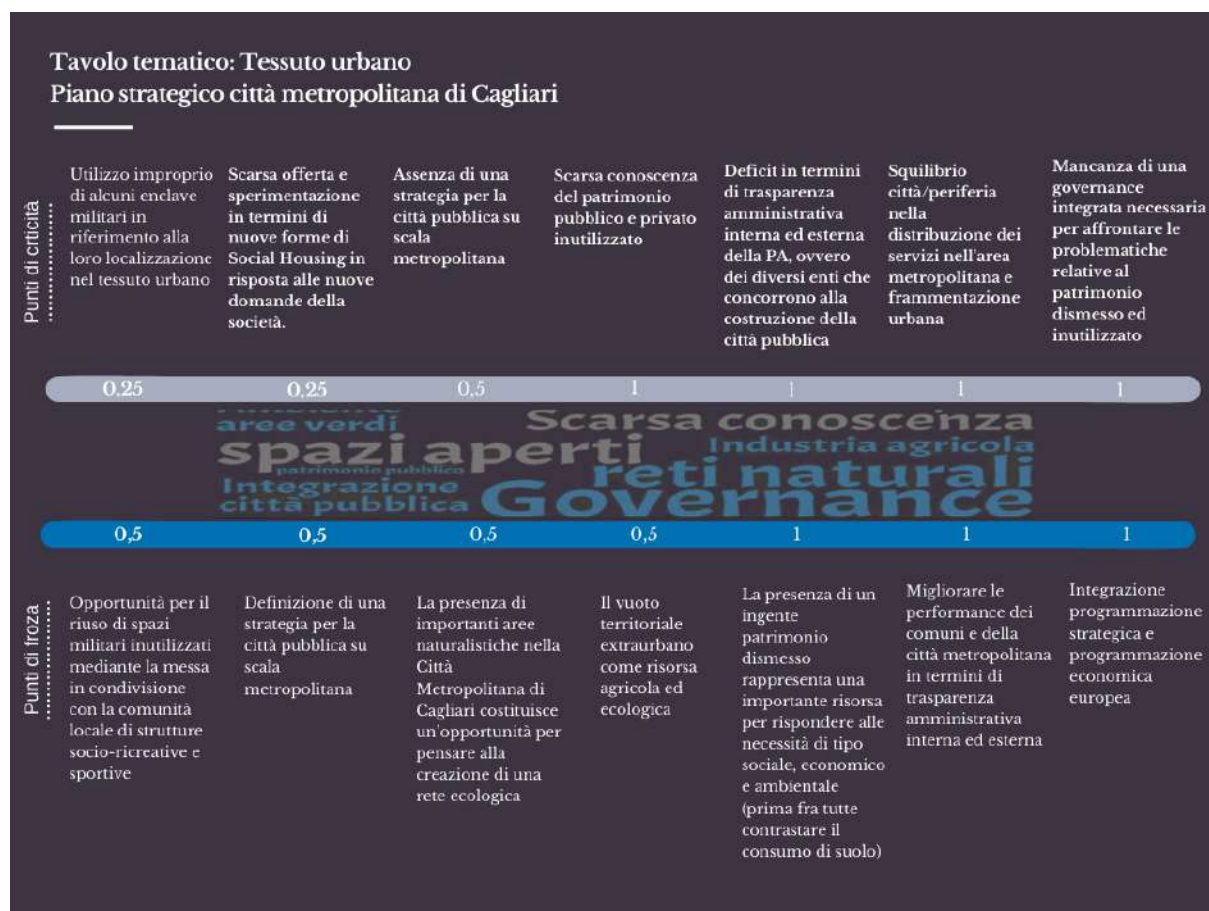 Tavolo tematico: Tessuto urbano
Piano strategico città metropolitana di Cagliari
Punti di criticità
Utilizzo improprio
di alcuni enclave
militari in
riferimento alla
loro localizzazione
nel tessuto urbano
Scarsa offerta e
sperimentazione
in termini di
nuove forme di
Social Housing in
risposta alle nuove
domande della
società.
Assenza di una
strategia per la
città pubblica su
scala
metropolitana
Scarsa conoscenza
del patrimonio
pubblico e privato
inutilizzato
Deficit in termini
di trasparenza
amministrativa
interna ed esterna
della PA, ovvero
dei diversi enti che
concorrono alla
costruzione della
città pubblica
Squilibrio
città/periferia
nella
distribuzione dei
servizi nell'area
metropolitana e
frammentazione
urbana
Mancanza di una
governance
integrata necessaria
per affrontare le
problematiche
relative al
patrimonio
dismesso ed
inutilizzato
0,25 0,25 0,5 1 1 1 1
aree verdi
Scarsa conoscenza
spazi aperti
Industria agricola
patrimonio pubblico
reti naturali
Integrazione
città pubblica
Governance
0,5 0,5 0,5 0,5 1 1 1
Punti di froza
Opportunità per il
riuso di spazi
militari inutilizzati
mediante la messa
in condivisione
con la comunità
locale di strutture
socio-ricreative e
sportive
Definizione di una
strategia per la
città pubblica su
scala
metropolitana
La presenza di
importanti aree
naturalistiche nella
Città
Metropolitana di
Cagliari costituisce
un'opportunità per
pensare alla
creazione di una
rete ecologica
Il vuoto
territoriale
extraurbano
come risorsa
agricola ed
ecologica
La presenza di un
ingente
patrimonio
dismesso
rappresenta una
importante risorsa
per rispondere alle
necessità di tipo
sociale, economico
e ambientale
(prima fra tutte
contrastare il
consumo di suolo)
Migliorare le
performance dei
comuni e della
città metropolitana
in termini di
trasparenza
amministrativa
interna ed esterna
Integrazione
programmazione
strategica e
programmazione
economica
europea